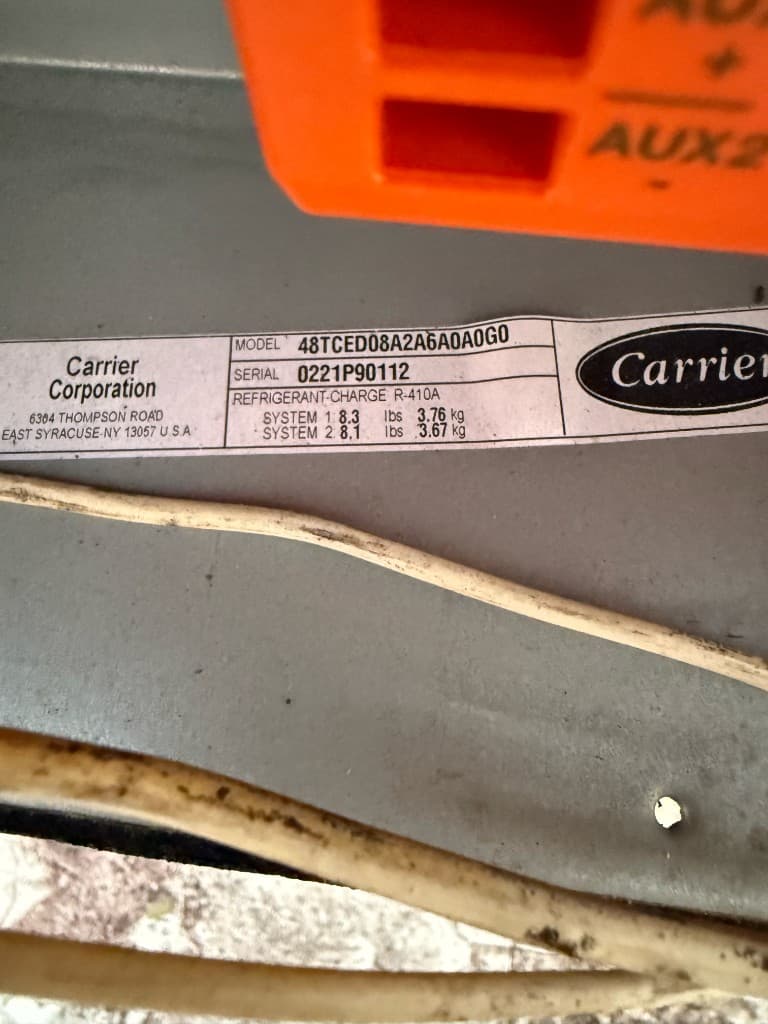 +
AUX2
-
Carrier
Corporation
6304 THOMPSON ROAD
EAST SYRACUSE NY 13057 U.S.A
MODEL 48TCED08A2A6A0A0G0
SERIAL 0221P90112
REFRIGERANT-CHARGE R-410A
SYSTEM 1 8.3 lbs 3.76 kg
SYSTEM 2 8.1 lbs 3.67 kg
Carrier